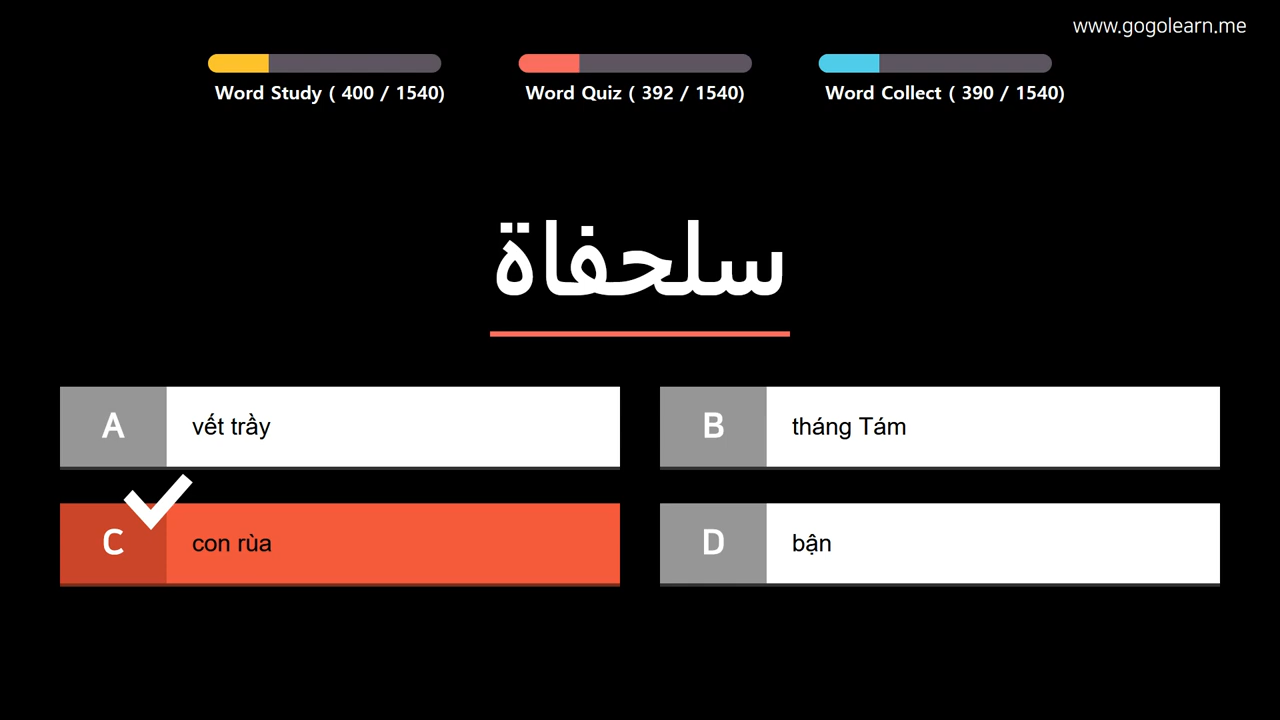 www.gogolearn.me
Word Study ( 400 / 1540)
Word Quiz ( 392 / 1540)
Word Collect ( 390 / 1540)
سلحفاة
A
vết trầy
B
tháng Tám
C
con rùa
D
bận